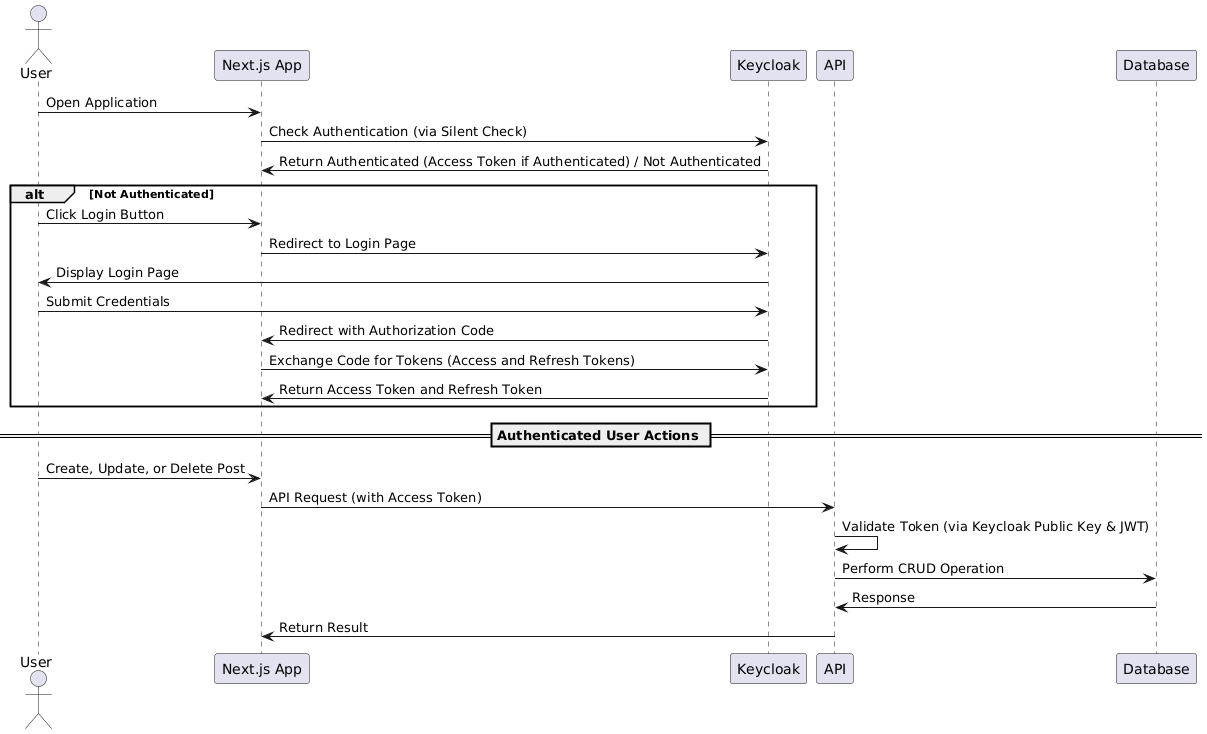 User
Next.js App
Keycloak
API
Database
Open Application
Check Authentication (via Silent Check)
Return Authenticated (Access Token if Authenticated) / Not Authenticated
alt [Not Authenticated]
Click Login Button
Redirect to Login Page
Display Login Page
Submit Credentials
Redirect with Authorization Code
Exchange Code for Tokens (Access and Refresh Tokens)
Return Access Token and Refresh Token
Authenticated User Actions
Create, Update, or Delete Post
API Request (with Access Token)
Validate Token (via Keycloak Public Key & JWT)
Perform CRUD Operation
Response
Return Result
User
Next.js App
Keycloak
API
Database